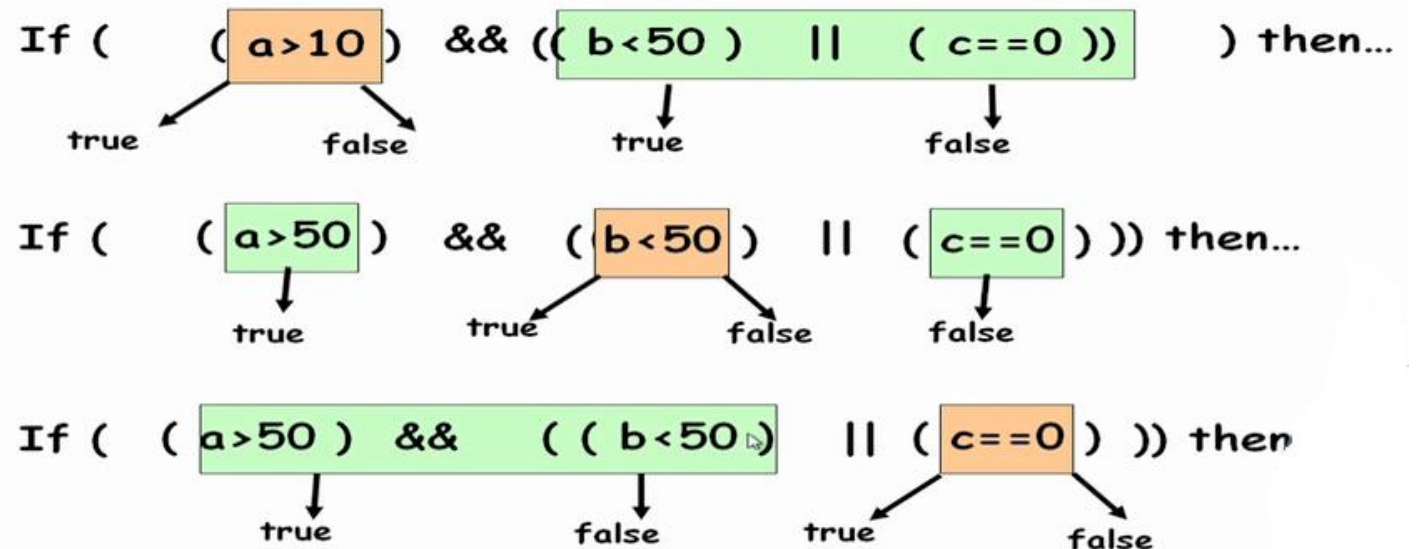 If ( ( a>10 ) && (( b<50 ) || ( c==0 )) ) then...
true false true false
If ( ( a>50 ) && ( ( b<50 ) || ( c==0 ) )) then...
true true false false
If ( ( a>50 ) && ( ( b<50 ) || ( c==0 ) )) then
true false true false